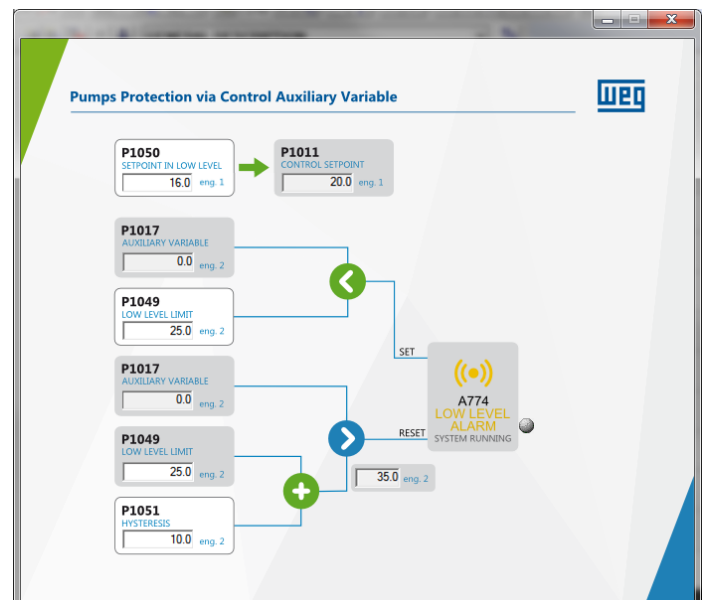 Pumps Protection via Control Auxiliary Variable
WEG
P1050
SETPOINT IN LOW LEVEL
16.0 eng. 1
P1011
CONTROL SETPOINT
20.0 eng. 1
P1017
AUXILIARY VARIABLE
0.0 eng. 2
P1049
LOW LEVEL LIMIT
25.0 eng. 2
P1017
AUXILIARY VARIABLE
0.0 eng. 2
P1049
LOW LEVEL LIMIT
25.0 eng. 2
P1051
HYSTERESIS
10.0 eng. 2
35.0 eng. 2
SET
RESET
A774
LOW LEVEL
ALARM
SYSTEM RUNNING